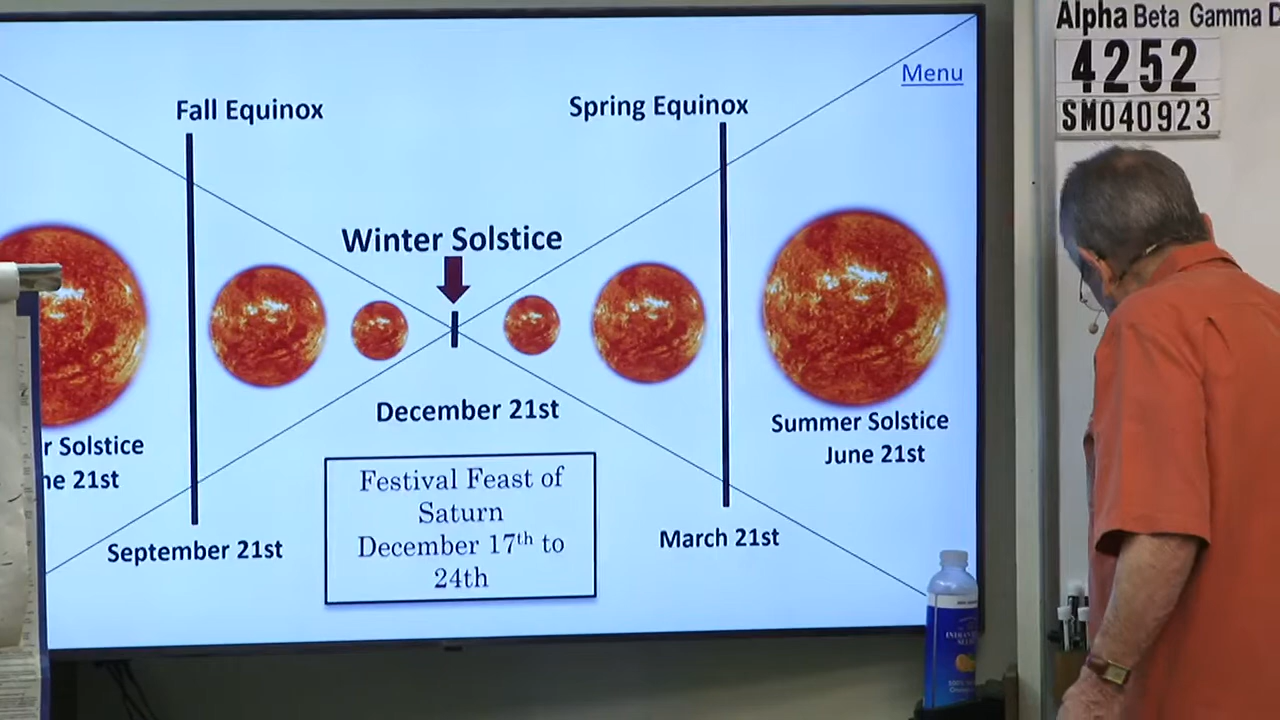 Alpha Beta Gamma D
4252
SM040923
Menu
Fall Equinox
Spring Equinox
Winter Solstice
December 21st
r Solstice
ne 21st
Summer Solstice
June 21st
Festival Feast of
Saturn
December 17th to
24th
September 21st
March 21st